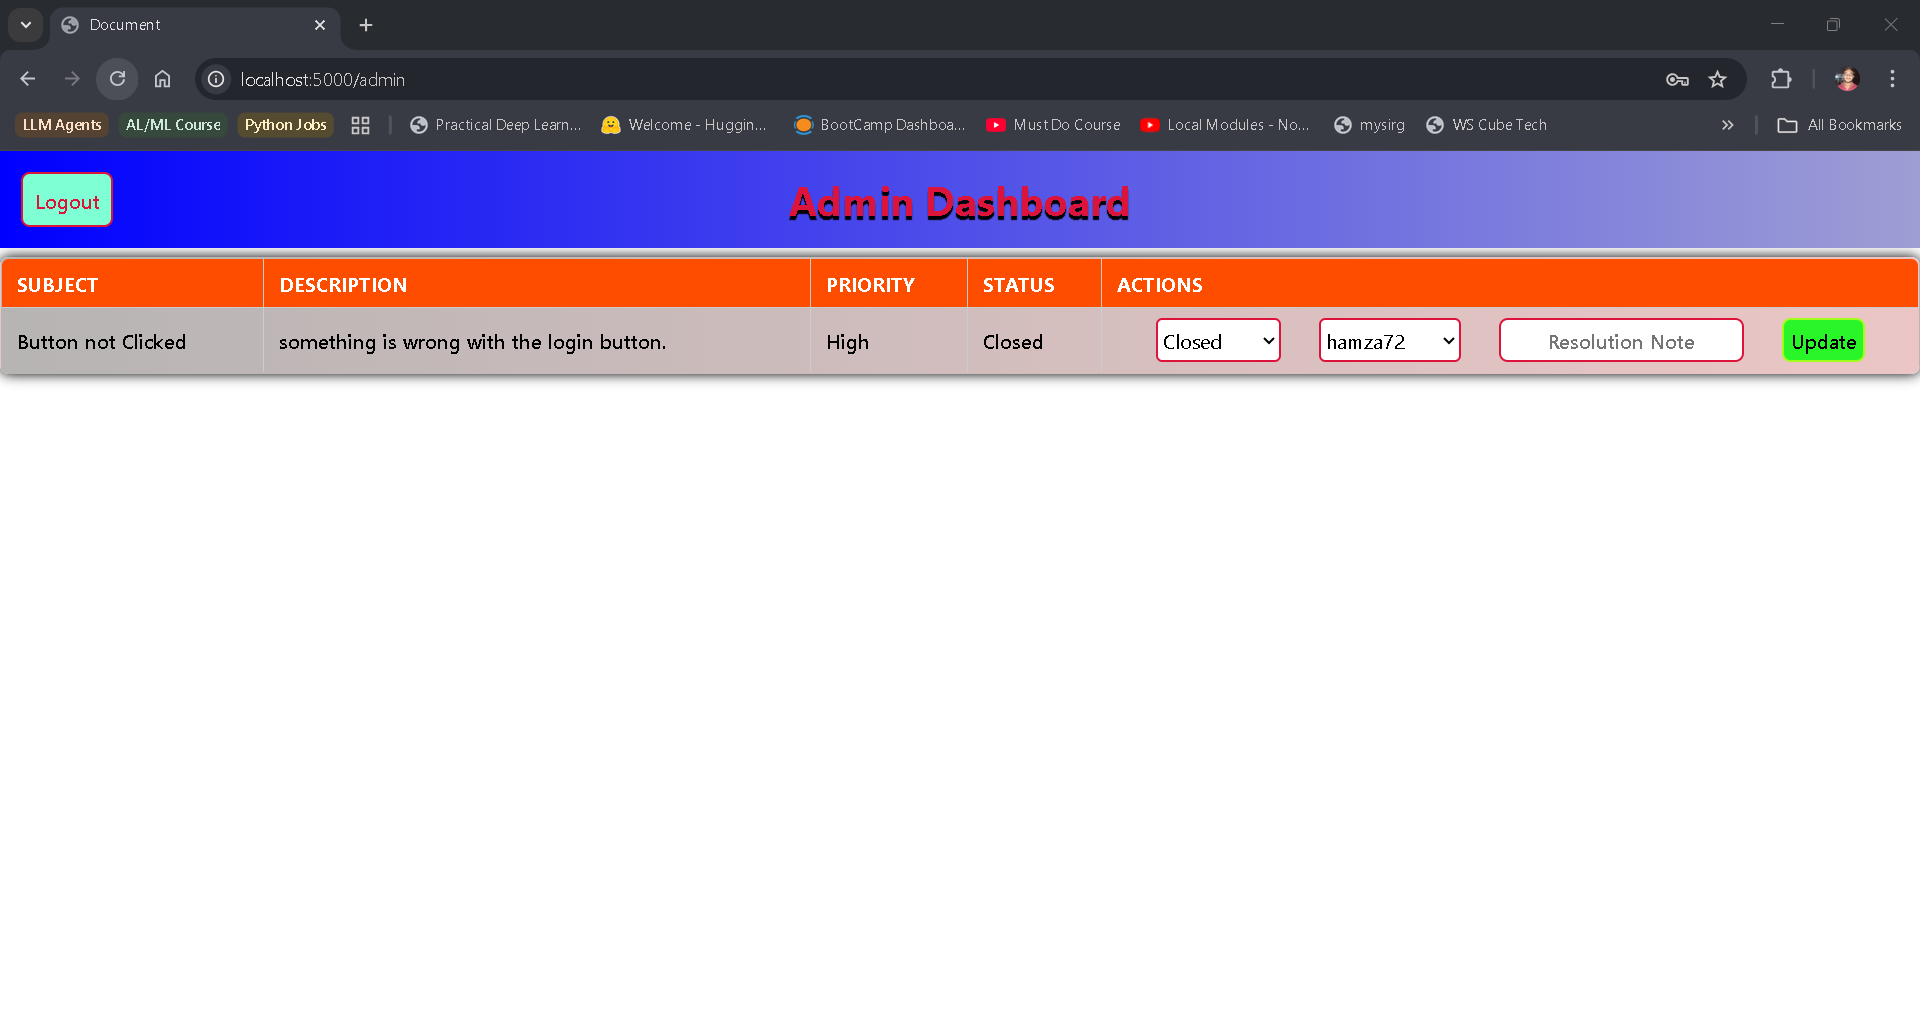 Document
localhost:5000/admin
LLM Agents AL/ML Course Python Jobs Practical Deep Learn... Welcome - Huggin... BootCamp Dashboa... Must Do Course Local Modules - No... mysirg WS Cube Tech » All Bookmarks
Logout Admin Dashboard
SUBJECT DESCRIPTION PRIORITY STATUS ACTIONS
Button not Clicked something is wrong with the login button. High Closed Closed hamza72 Resolution Note Update